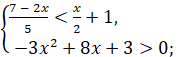 { (7 − 2x)/5 < x/2 + 1,
−3x² + 8x + 3 > 0;